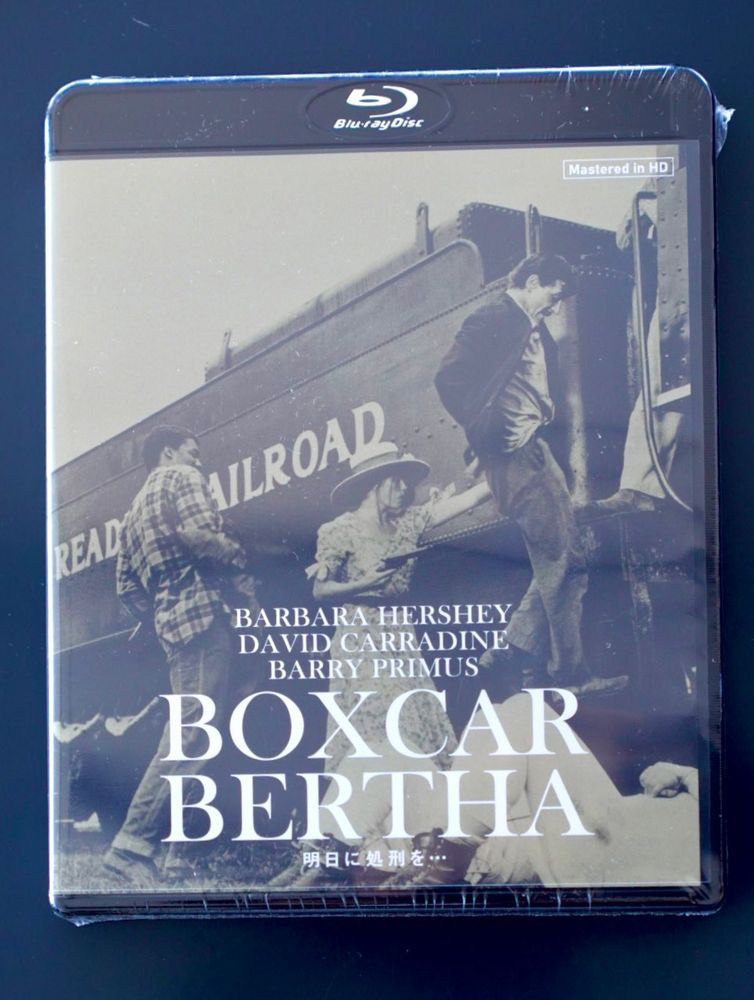 Blu-ray Disc
Mastered in HD
READ RAILROAD
BARBARA HERSHEY
DAVID CARRADINE
BARRY PRIMUS
BOXCAR
BERTHA
明日に処刑を…